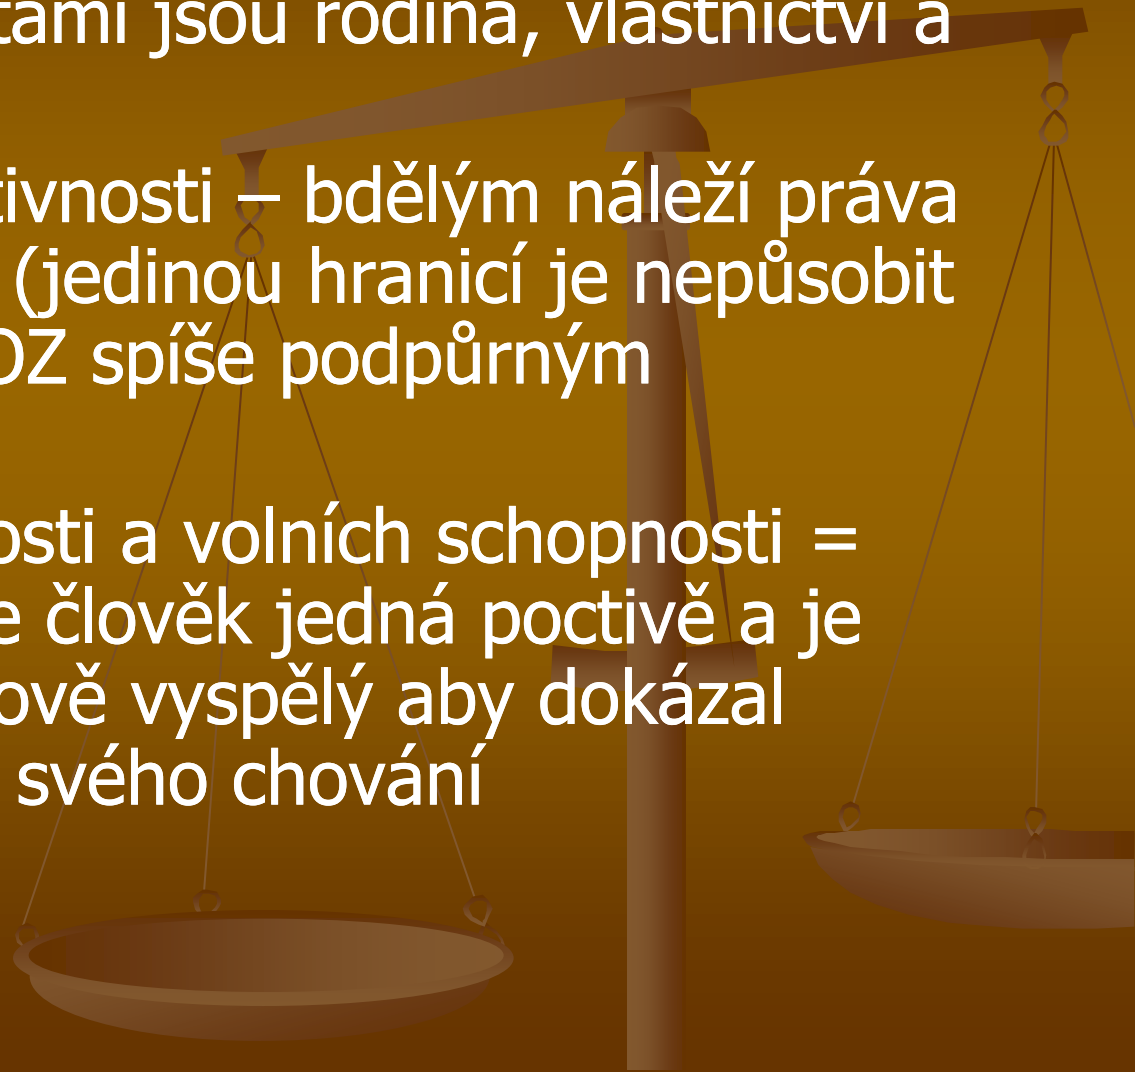 tami jsou rodina, vlastnictví a
tivnosti – bdělým náleží práva
(jedinou hranicí je nepůsobit
OZ spíše podpůrným
osti a volních schopnosti =
e člověk jedná poctivě a je
ově vyspělý aby dokázal
svého chování